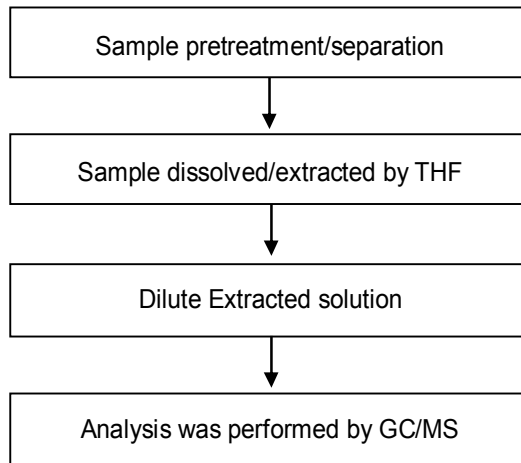 Sample pretreatment/separation
Sample dissolved/extracted by THF
Dilute Extracted solution
Analysis was performed by GC/MS